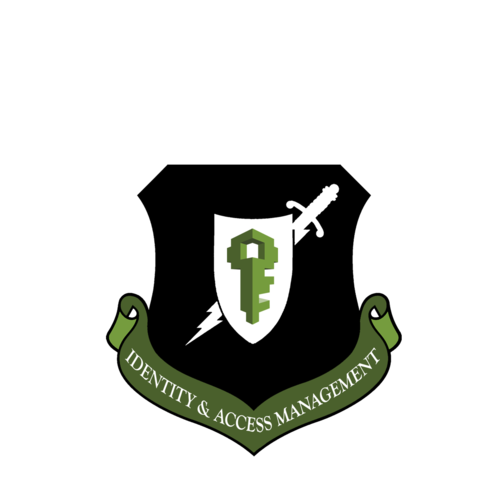 IDENTITY & ACCESS MANAGEMENT